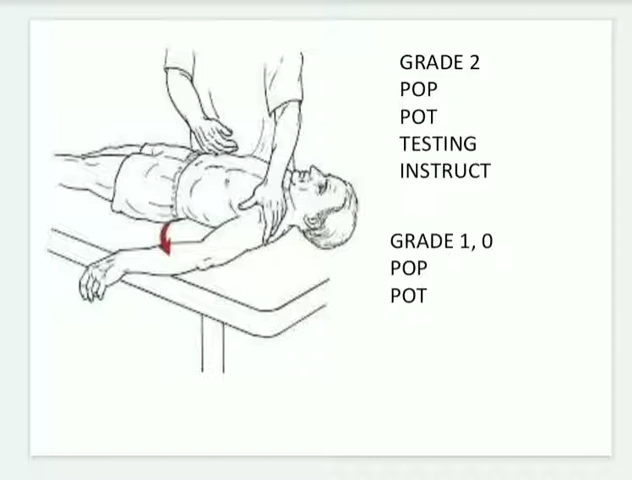 GRADE 2
POP
POT
TESTING
INSTRUCT
GRADE 1, 0
POP
POT